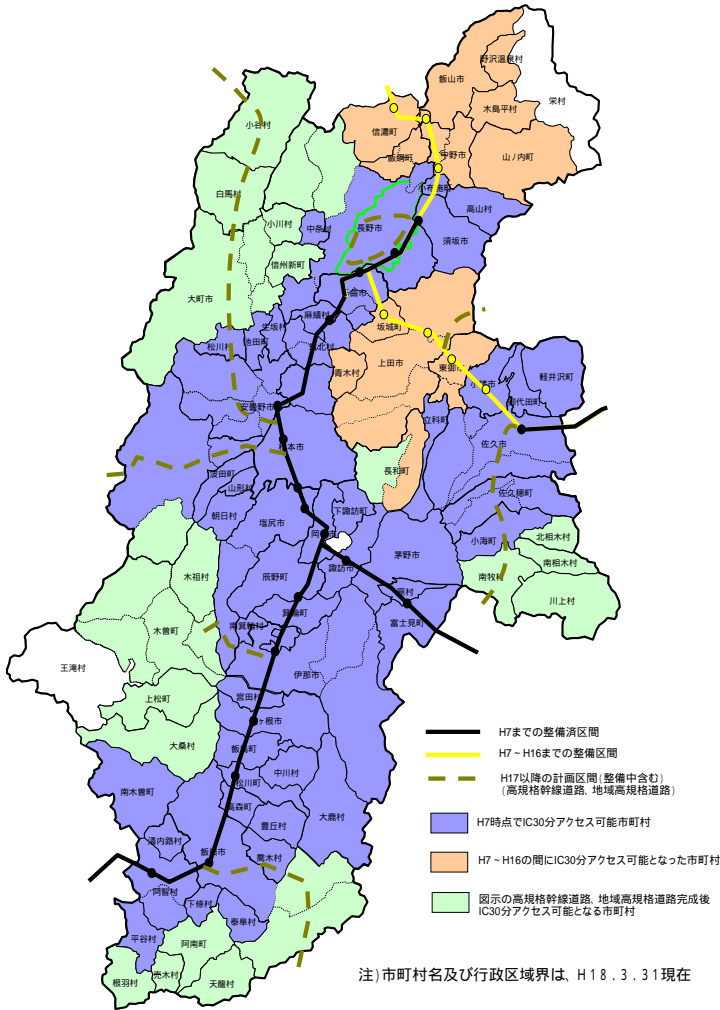 野沢温泉村
飯山市
栄村
木島平村
小谷村
信濃町
中野市
山ノ内町
飯綱町
白馬村
小布施町
高山村
小川村
中条村
長野市
須坂市
信州新町
大町市
千曲市
麻績村
生坂村
坂城町
松川村
池田町
筑北村
上田市
青木村
東御市
軽井沢町
小諸市
御代田町
安曇野市
立科町
松本市
佐久市
長和町
波田町
山形村
佐久穂町
朝日村
下諏訪町
塩尻市
岡谷市
小海町
北相木村
茅野市
諏訪市
南相木村
木祖村
辰野町
南牧村
原村
川上村
箕輪町
富士見町
木曽町
南箕輪村
王滝村
伊那市
上松町
宮田村
駒ヶ根市
大桑村
飯島町
中川村
南木曽町
松川町
高森町
大鹿村
豊丘村
清内路村
飯田市
喬木村
阿智村
下條村
泰阜村
平谷村
阿南町
売木村
根羽村
天龍村
H7までの整備済区間
H7~H16までの整備区間
H17以降の計画区間(整備中含む)
(高規格幹線道路、地域高規格道路)
H7時点でIC30分アクセス可能市町村
H7~H16の間にIC30分アクセス可能となった市町村
図示の高規格幹線道路、地域高規格道路完成後
IC30分アクセス可能となる市町村
注)市町村名及び行政区域界は、H18.3.31現在